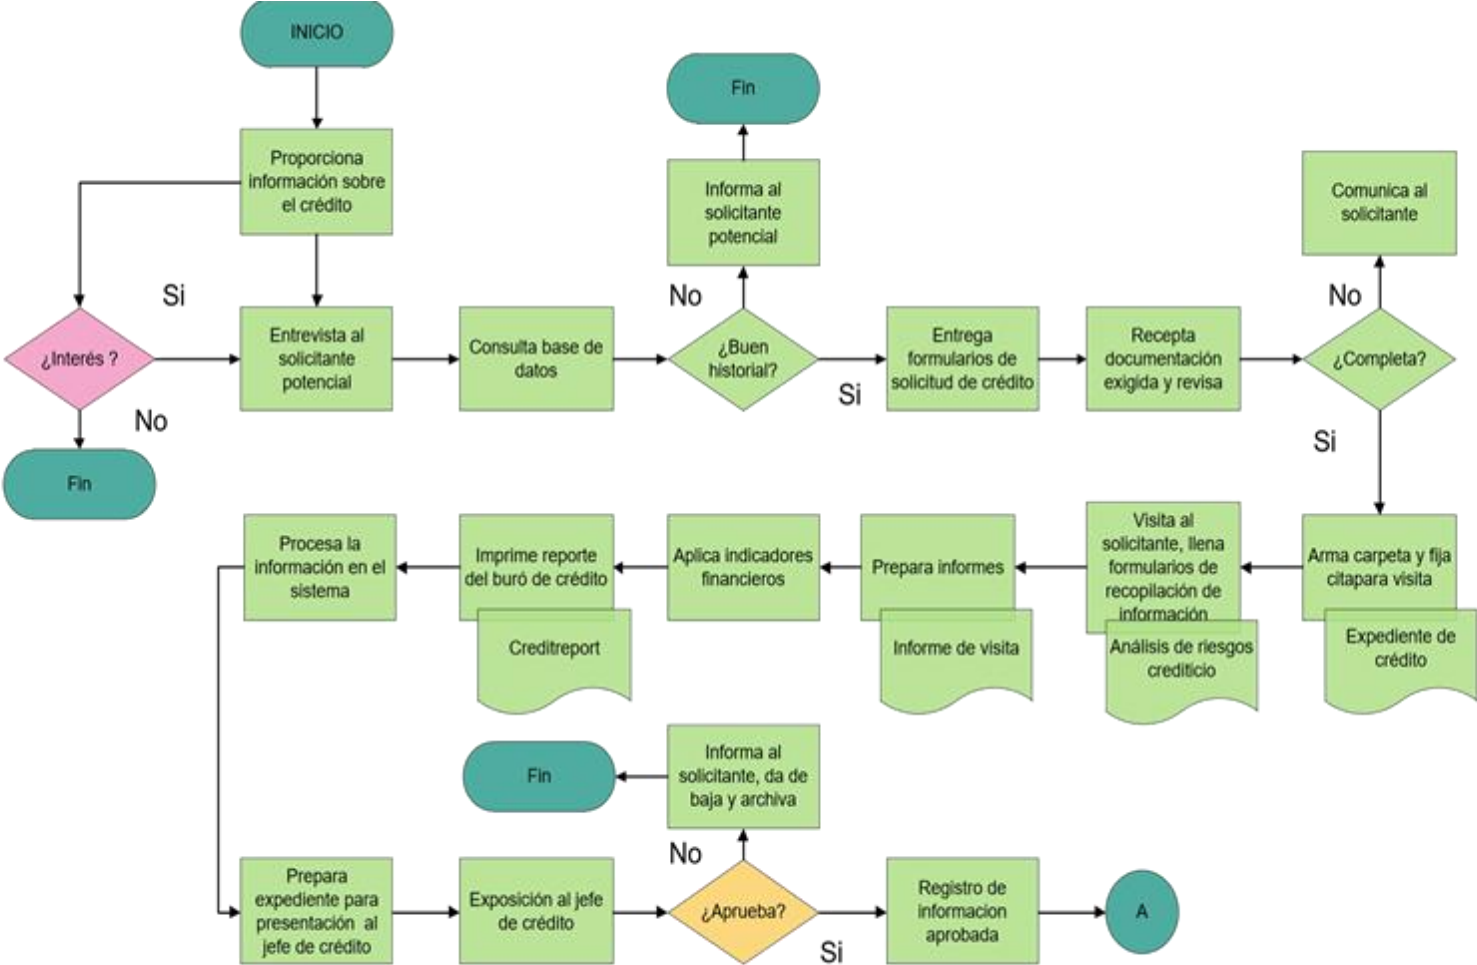 INICIO
Proporciona
información sobre
el crédito
Si
¿Interés ?
No
Fin
Entrevista al
solicitante
potencial
Consulta base de
datos
¿Buen
historial?
No
Informa al
solicitante
potencial
Fin
Si
Entrega
formularios de
solicitud de crédito
Recepta
documentación
exigida y revisa
¿Completa?
No
Comunica al
solicitante
Si
Arma carpeta y fija
citapara visita
Expediente de
crédito
Visita al
solicitante, llena
formularios de
recopilación de
información
Análisis de riesgos
crediticio
Prepara informes
Informe de visita
Aplica indicadores
financieros
Imprime reporte
del buró de crédito
Creditreport
Procesa la
información en el
sistema
Prepara
expediente para
presentación al
jefe de crédito
Exposición al jefe
de crédito
¿Aprueba?
No
Informa al
solicitante, da de
baja y archiva
Fin
Si
Registro de
informacion
aprobada
A